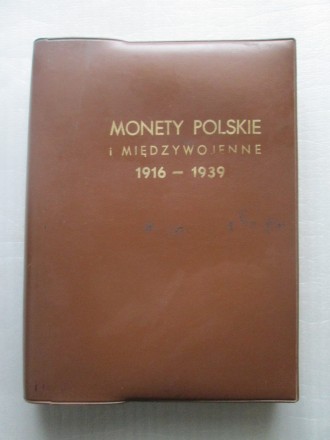 MONETY POLSKIE
I MIĘDZYWOJENNE
1916 – 1939